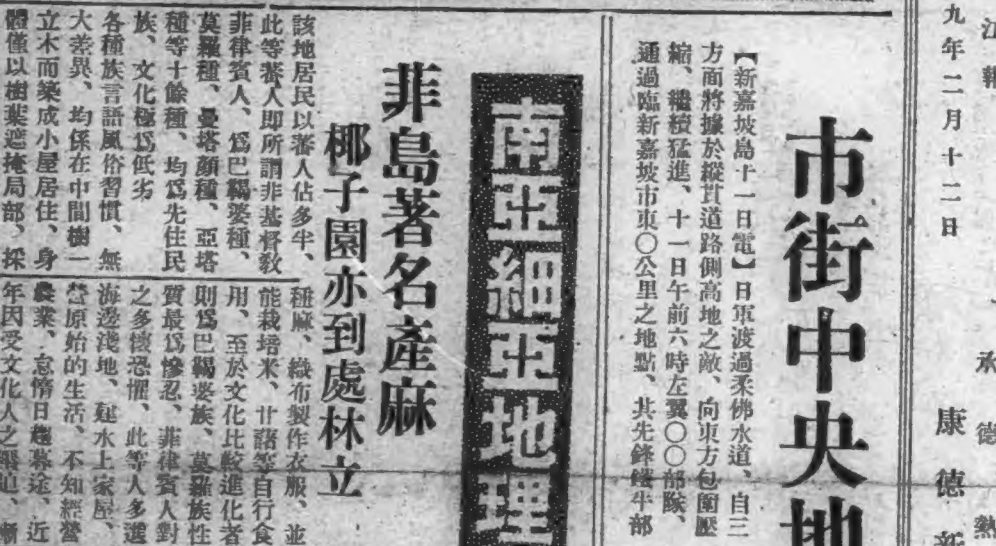 江報
九年二月十二日
承德
熱
康德新
市街中央地
【新嘉坡島十一日電】日軍渡過柔佛水道、自三
方面將據於縱貫道路側高地之敵、向東方包圍壓
縮、繼續猛進、十一日午前六時左翼〇〇部隊、
通過臨新嘉坡市東〇公里之地點、其先鋒鐵牛部
南亞細亞地理
菲島著名產麻
椰子園亦到處林立
該地居民以蕃人佔多半、
此等蕃人即所謂非基督教
菲律賓人、爲巴羯婆種、
莫羅種、曼塔顏種、亞塔
種等十餘種、均爲先住民
族、文化極爲低劣
各種族言語風俗習慣、無
大差異、均係在中間樹一
立木而築成小屋居住、身
體僅以樹葉遮掩局部、採
種麻、織布製作衣服、並
能栽培米、甘藷等自行食
用、至於文化比較進化者
則爲巴羯婆族、莫羅族性
質最爲慘忍、菲律賓人對
之多懷恐懼、此等人多選
海邊淺地、建水上家屋、
營原始的生活、不知經營
農業、怠惰日趨暮途、近
年因受文化人之壓迫、漸